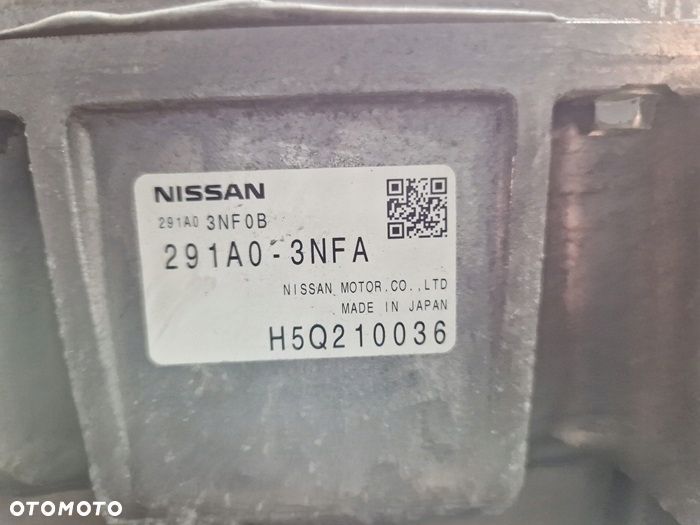 NISSAN
291A0 3NF0B
291A0-3NFA
NISSAN MOTOR.CO.,LTD
MADE IN JAPAN
H5Q210036
OTOMOTO